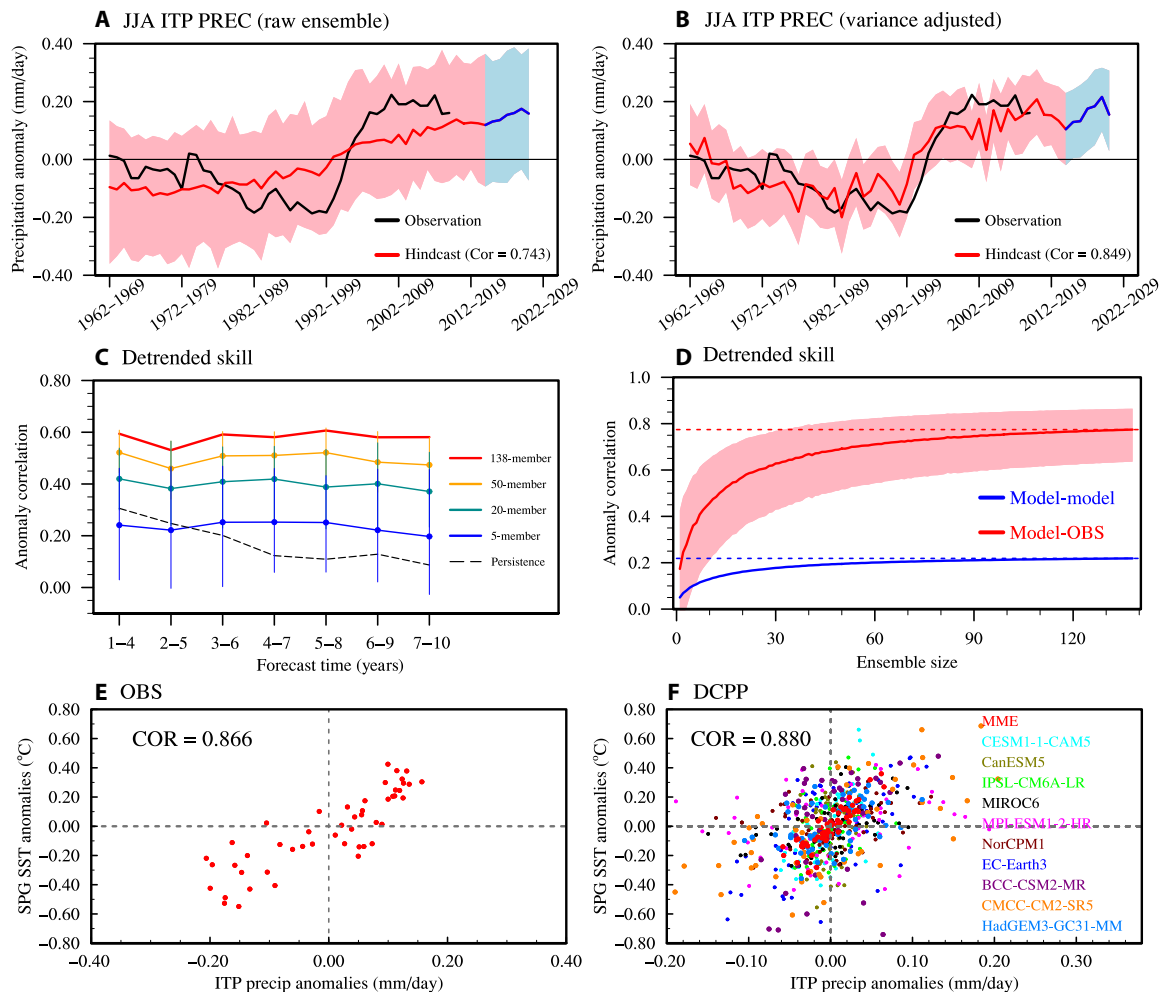 A JJA ITP PREC (raw ensemble)
Precipitation anomaly (mm/day)
0.40
0.20
0.00
−0.20
−0.40
Observation
Hindcast (Cor = 0.743)
1962−1969
1972−1979
1982−1989
1992−1999
2002−2009
2012−2019
2022−2029
B JJA ITP PREC (variance adjusted)
Precipitation anomaly (mm/day)
0.40
0.20
0.00
−0.20
−0.40
Observation
Hindcast (Cor = 0.849)
1962−1969
1972−1979
1982−1989
1992−1999
2002−2009
2012−2019
2022−2029
C Detrended skill
Anomaly correlation
0.80
0.60
0.40
0.20
0.00
138-member
50-member
20-member
5-member
Persistence
1−4
2−5
3−6
4−7
5−8
6−9
7−10
Forecast time (years)
D Detrended skill
Anomaly correlation
1.0
0.8
0.6
0.4
0.2
0.0
Model-model
Model-OBS
0
30
60
90
120
Ensemble size
E OBS
SPG SST anomalies (°C)
0.80
0.60
0.40
0.20
0.00
−0.20
−0.40
−0.60
−0.80
COR = 0.866
−0.40
−0.20
0.00
0.20
0.40
ITP precip anomalies (mm/day)
F DCPP
SPG SST anomalies (°C)
0.80
0.60
0.40
0.20
0.00
−0.20
−0.40
−0.60
−0.80
COR = 0.880
MME
CESM1-1-CAM5
CanESM5
IPSL-CM6A-LR
MIROC6
MPI-ESM1-2-HR
NorCPM1
EC-Earth3
BCC-CSM2-MR
CMCC-CM2-SR5
HadGEM3-GC31-MM
−0.20
−0.10
0.00
0.10
0.20
0.30
ITP precip anomalies (mm/day)